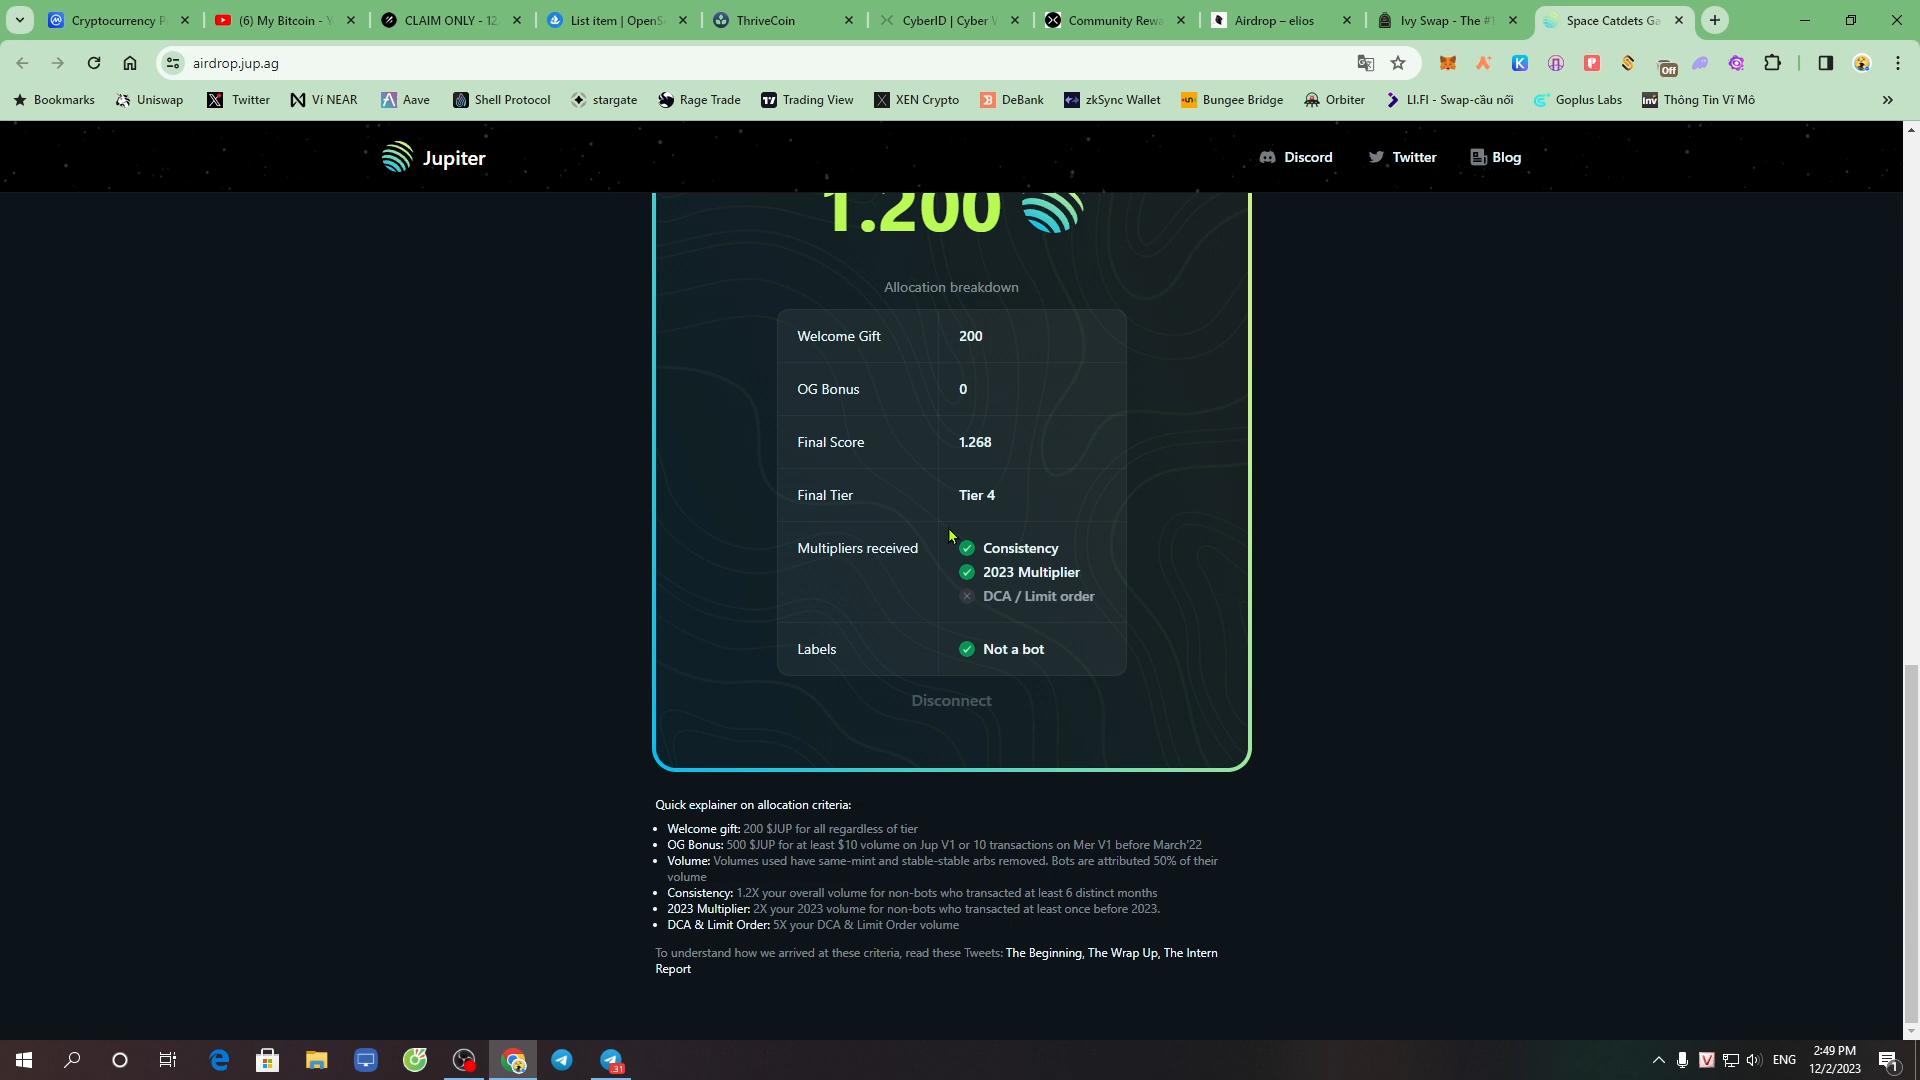 Cryptocurrency P
(6) My Bitcoin - Y
CLAIM ONLY - 12.
List item | OpenS
ThriveCoin
CyberID | Cyber
Community Rewa
Airdrop – elios
Ivy Swap - The #1
Space Catdets Ga
airdrop.jup.ag
Off
Bookmarks
Uniswap
Twitter
Ví NEAR
Aave
Shell Protocol
stargate
Rage Trade
Trading View
XEN Crypto
DeBank
zkSync Wallet
Bungee Bridge
Orbiter
LI.FI - Swap-cầu nối
Goplus Labs
Inv Thông Tin Vĩ Mô
»
Jupiter
Discord
Twitter
Blog
1.200
Allocation breakdown
Welcome Gift 200
OG Bonus 0
Final Score 1.268
Final Tier Tier 4
Multipliers received Consistency
2023 Multiplier
DCA / Limit order
Labels Not a bot
Disconnect
Quick explainer on allocation criteria:
• Welcome gift: 200 $JUP for all regardless of tier
• OG Bonus: 500 $JUP for at least $10 volume on Jup V1 or 10 transactions on Mer V1 before March'22
• Volume: Volumes used have same-mint and stable-stable arbs removed. Bots are attributed 50% of their
volume
• Consistency: 1.2X your overall volume for non-bots who transacted at least 6 distinct months
• 2023 Multiplier: 2X your 2023 volume for non-bots who transacted at least once before 2023.
• DCA & Limit Order: 5X your DCA & Limit Order volume
To understand how we arrived at these criteria, read these Tweets: The Beginning, The Wrap Up, The Intern
Report
31
V
ENG
2:49 PM
12/2/2023
1